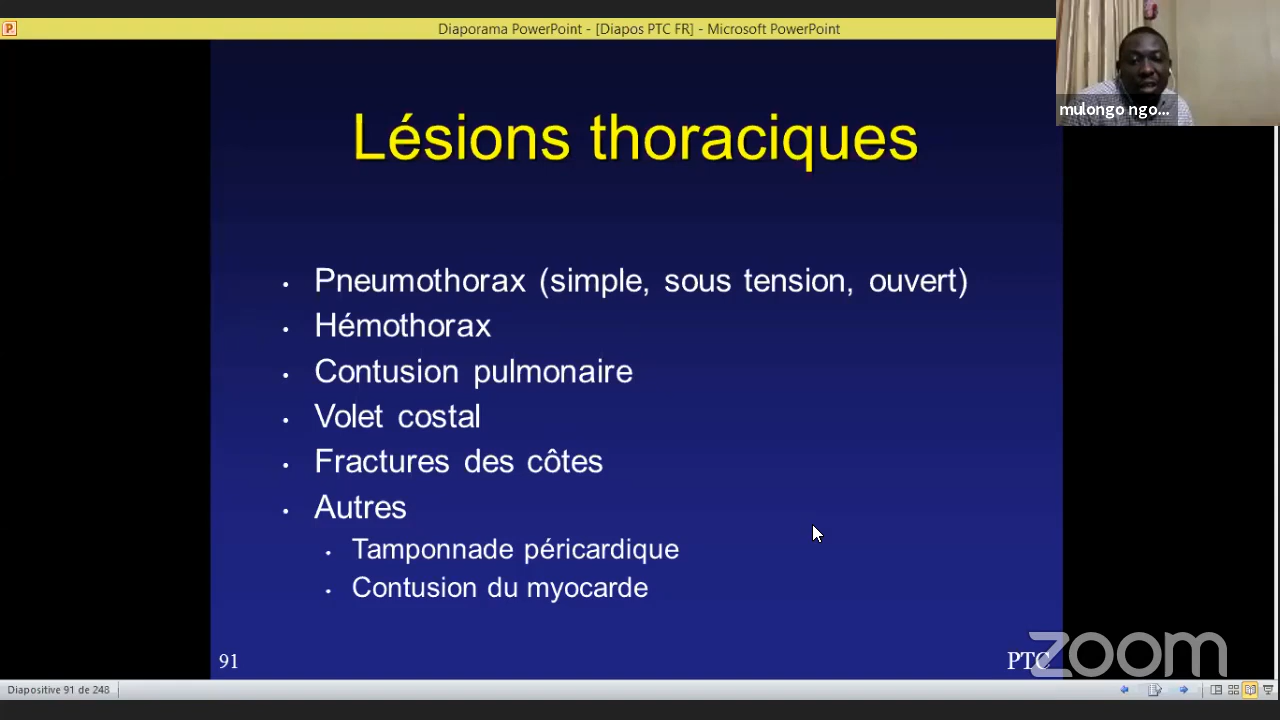 Diaporama PowerPoint - [Diapos PTC FR] - Microsoft PowerPoint
mulongo ngo...
Lésions thoraciques
• Pneumothorax (simple, sous tension, ouvert)
• Hémothorax
• Contusion pulmonaire
• Volet costal
• Fractures des côtes
• Autres
• Tamponnade péricardique
• Contusion du myocarde
91
PTC
zoom
Diapositive 91 de 248